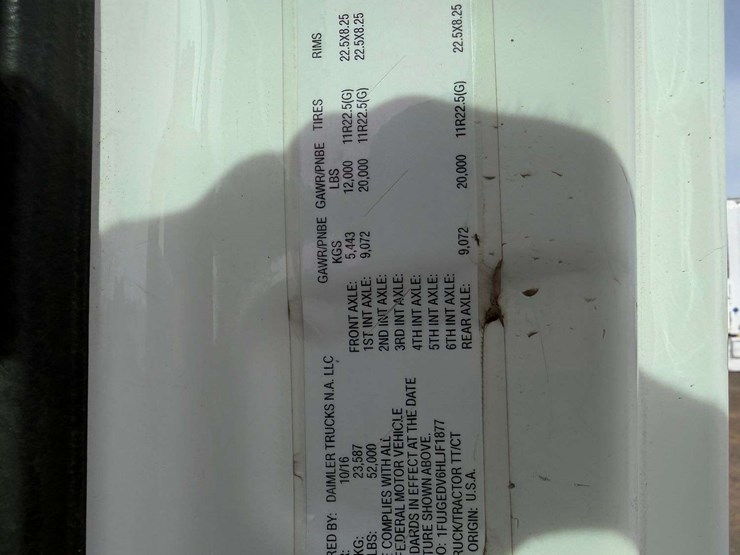 RED BY: DAIMLER TRUCKS N.A. LLC
10/16
KG: 23,587
LBS: 52,000
COMPLIES WITH ALL
FEDERAL MOTOR VEHICLE
DARDS IN EFFECT AT THE DATE
TURE SHOWN ABOVE.
O: 1FUJGEDV6HLJF1877
RUCK/TRACTOR TT/CT
ORIGIN: U.S.A.
GAWR/PNBE GAWR/PNBE TIRES RIMS
KGS LBS
FRONT AXLE: 5,443 12,000 11R22.5(G) 22.5X8.25
1ST INT AXLE: 9,072 20,000 11R22.5(G) 22.5X8.25
2ND INT AXLE:
3RD INT AXLE:
4TH INT AXLE:
5TH INT AXLE:
6TH INT AXLE:
REAR AXLE: 9,072 20,000 11R22.5(G) 22.5X8.25